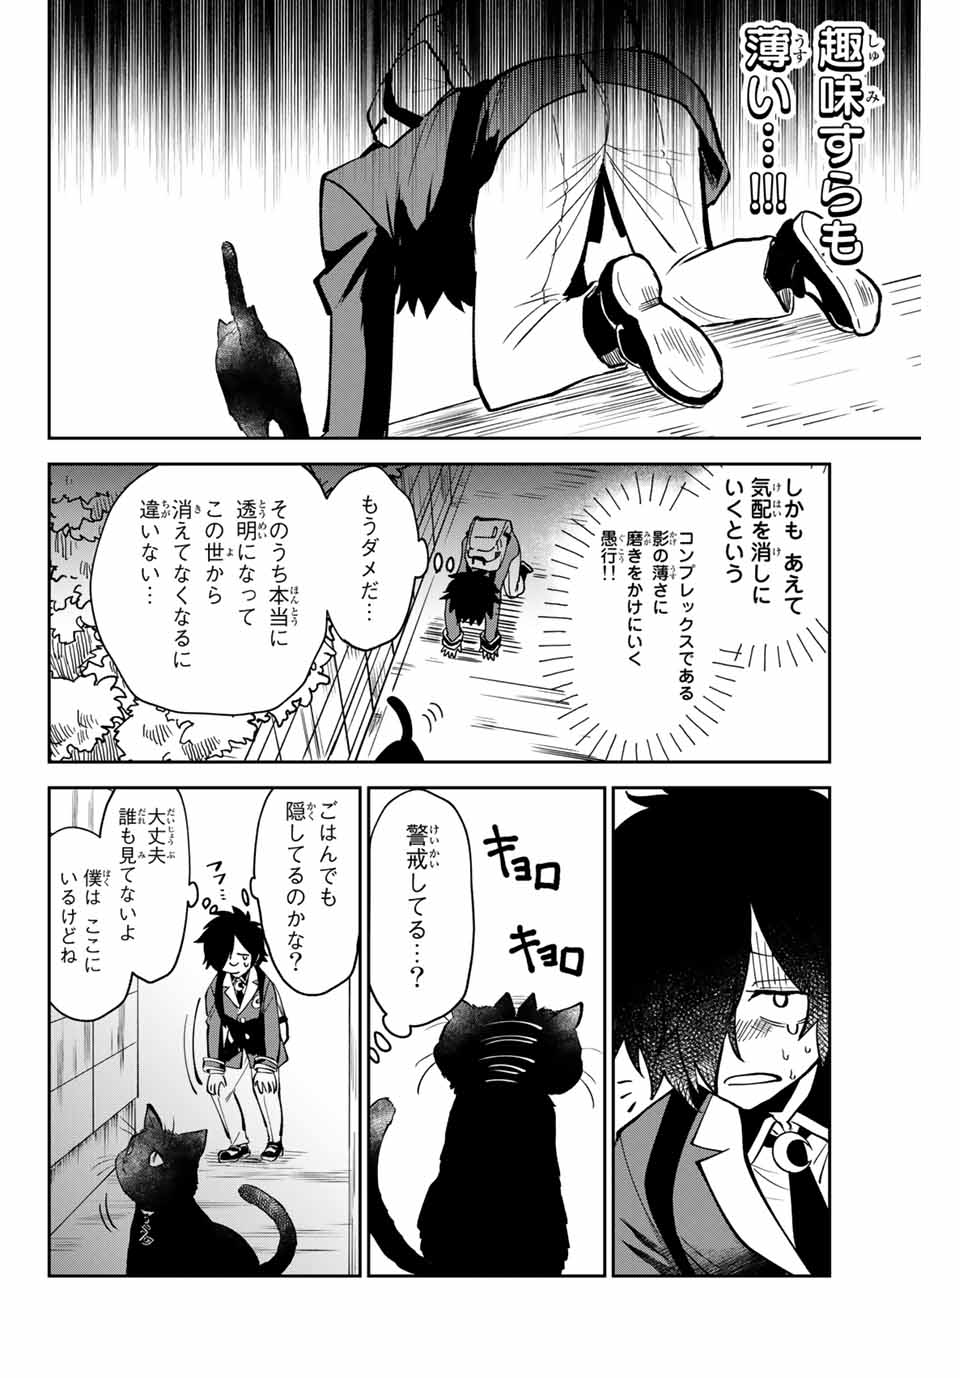 趣味すらも
薄い…!!!
しかも あえて
気配を消しに
いくという
コンプレックスである
影の薄さに
磨きをかけにいく
愚行!!
もうダメだ…
そのうち本当に
透明になって
この世から
消えてなくなるに
違いない…
警戒してる…?
キョロ
キョロ
ごはんでも
隠してるのかな?
フッ…
大丈夫
誰も見てないよ
僕は ここに
いるけどね